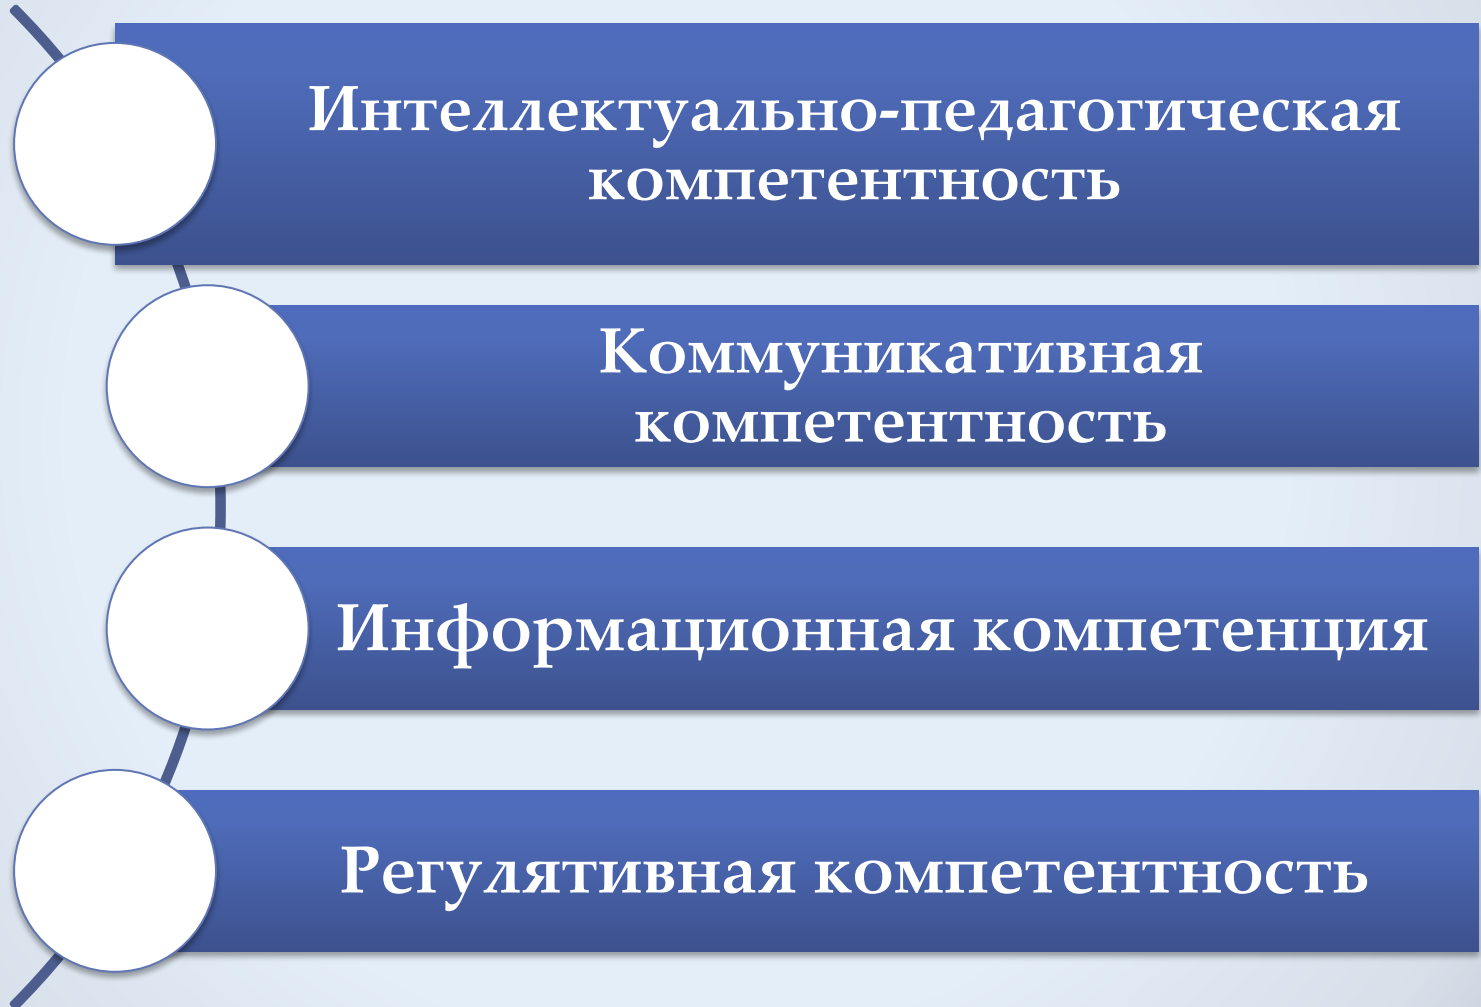 Интеллектуально-педагогическая
компетентность
Коммуникативная
компетентность
Информационная компетенция
Регулятивная компетентность